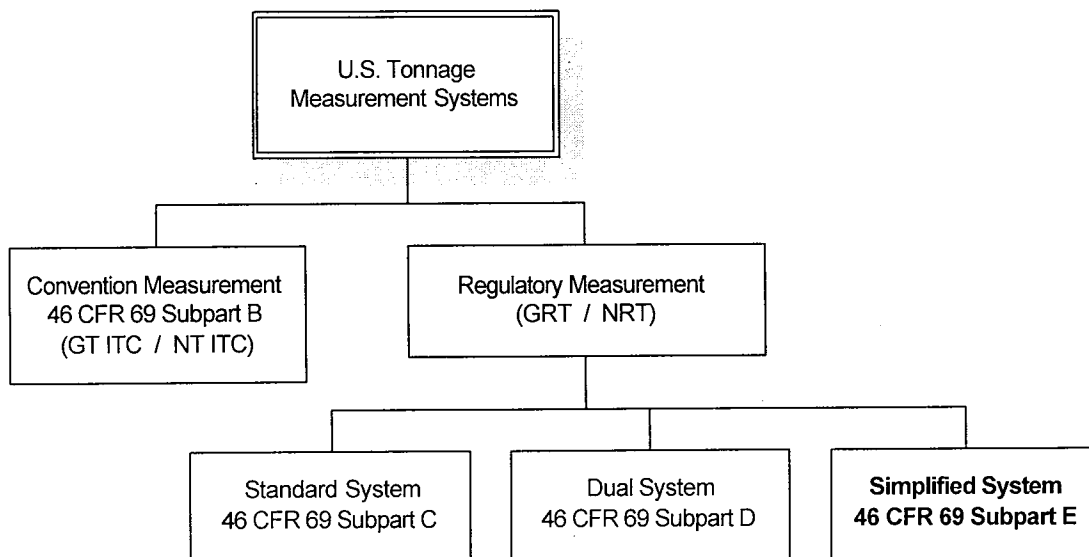 U.S. Tonnage
Measurement Systems
Convention Measurement
46 CFR 69 Subpart B
(GT ITC / NT ITC)
Regulatory Measurement
(GRT / NRT)
Standard System
46 CFR 69 Subpart C
Dual System
46 CFR 69 Subpart D
Simplified System
46 CFR 69 Subpart E